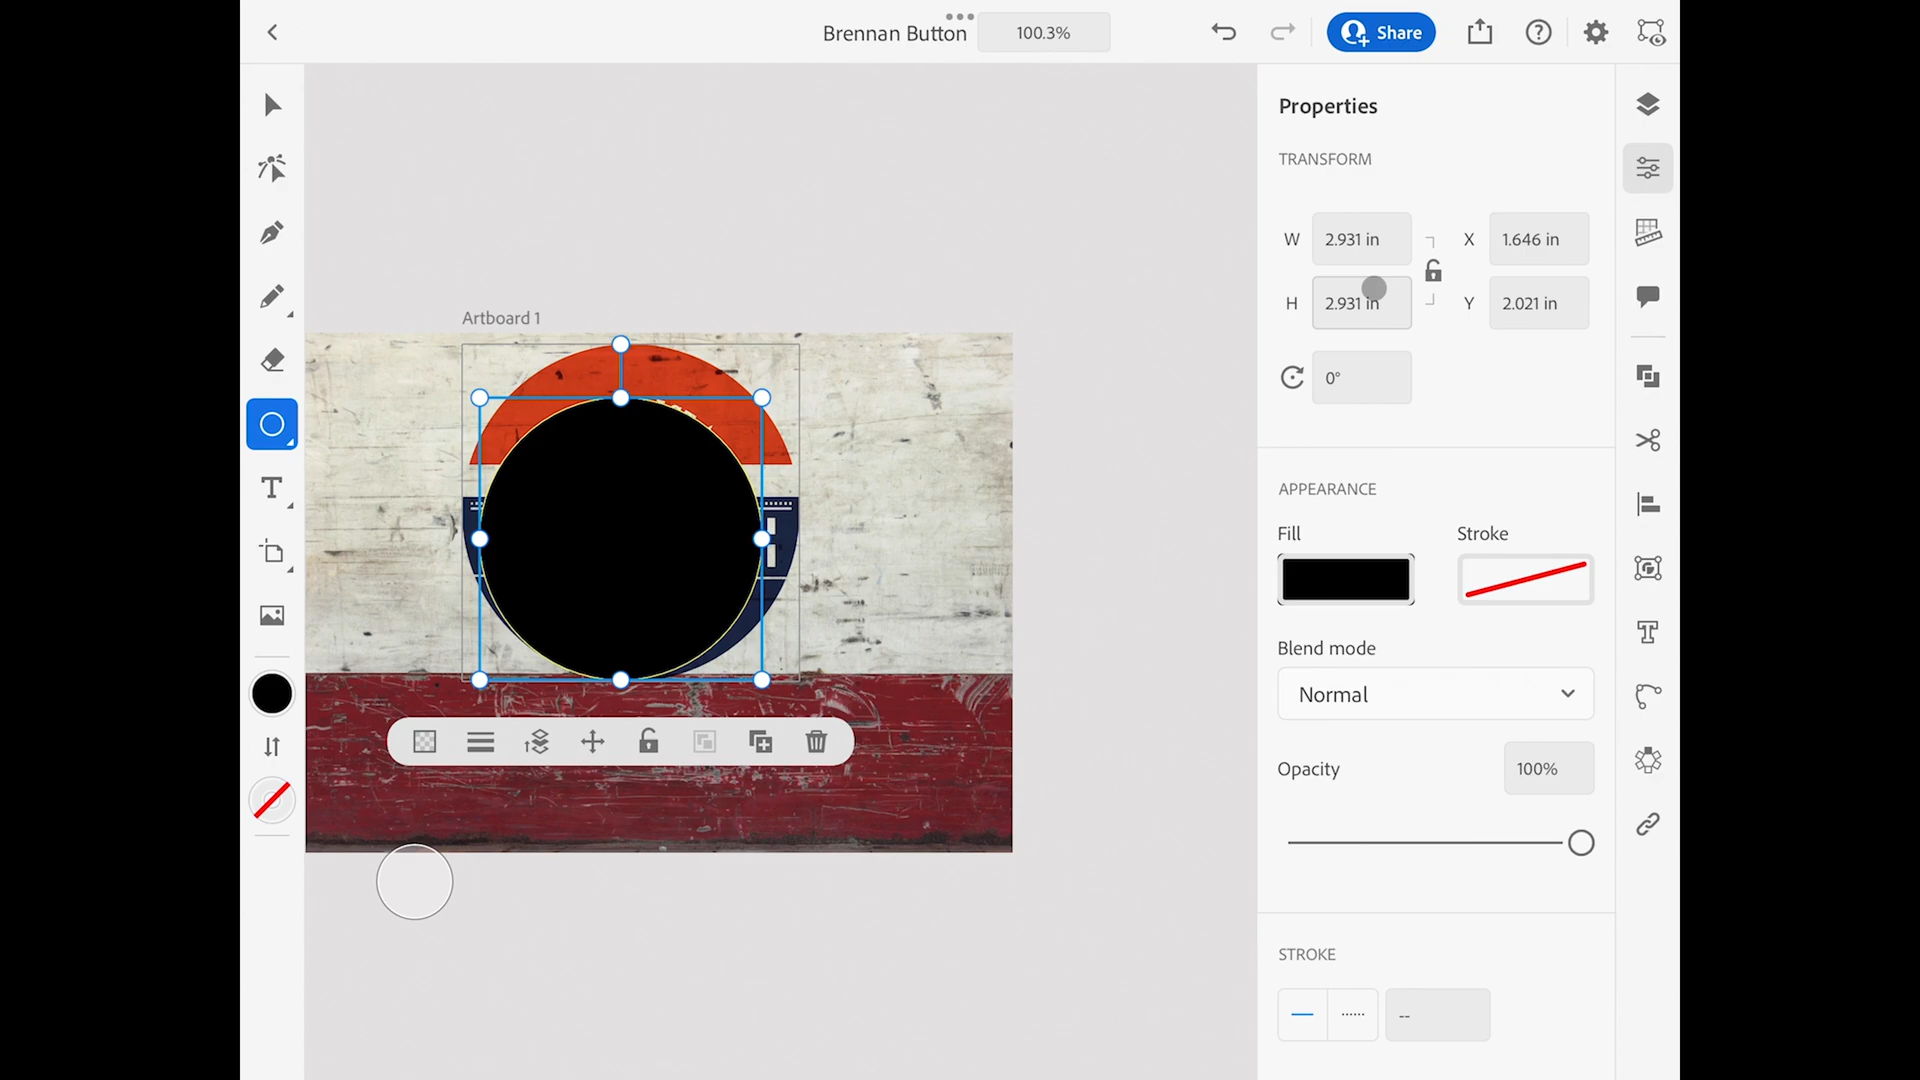 Brennan Button
100.3%
Share
Properties
TRANSFORM
W 2.931 in X 1.646 in
H 2.931 in Y 2.021 in
0°
Artboard 1
APPEARANCE
Fill Stroke
Blend mode
Normal
Opacity 100%
STROKE
--